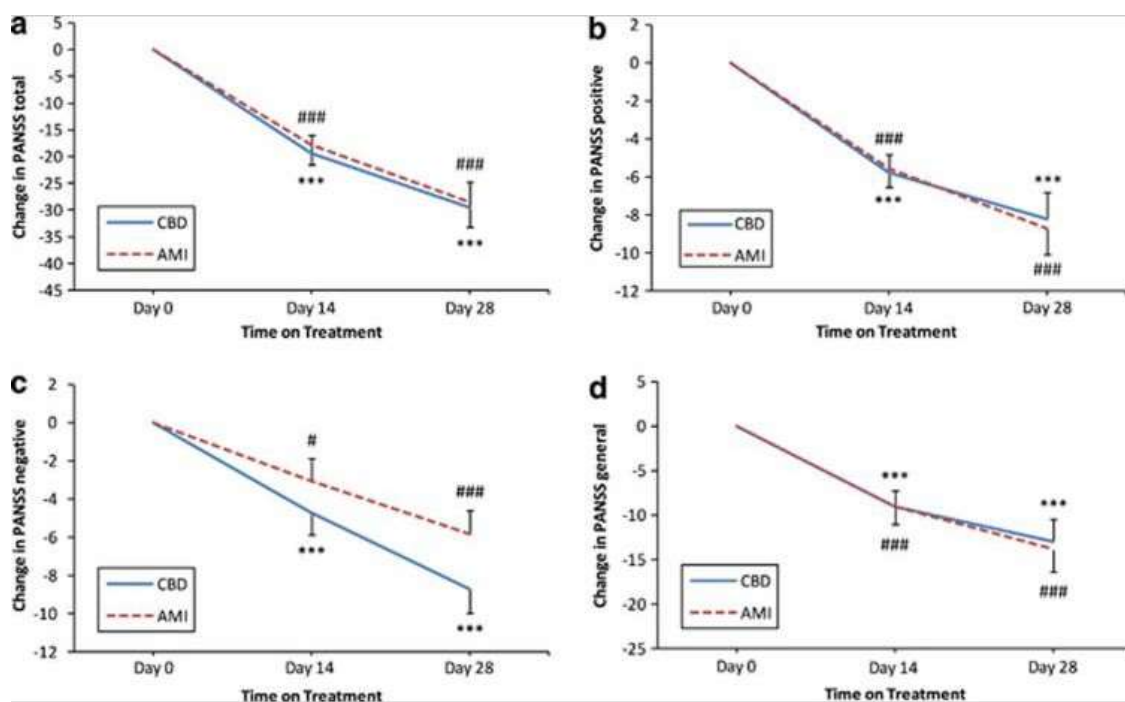 a
Change in PANSS total
5
0
-5
-10
-15
-20
-25
-30
-35
-40
-45
###
***
###
***
CBD
AMI
Day 0
Day 14
Day 28
Time on Treatment
b
Change in PANSS positive
2
0
-2
-4
-6
-8
-10
-12
###
***
***
###
CBD
AMI
Day 0
Day 14
Day 28
Time on Treatment
c
Change in PANSS negative
2
0
-2
-4
-6
-8
-10
-12
#
***
###
***
CBD
AMI
Day 0
Day 14
Day 28
Time on Treatment
d
Change in PANSS general
5
0
-5
-10
-15
-20
-25
***
###
***
###
CBD
AMI
Day 0
Day 14
Day 28
Time on Treatment